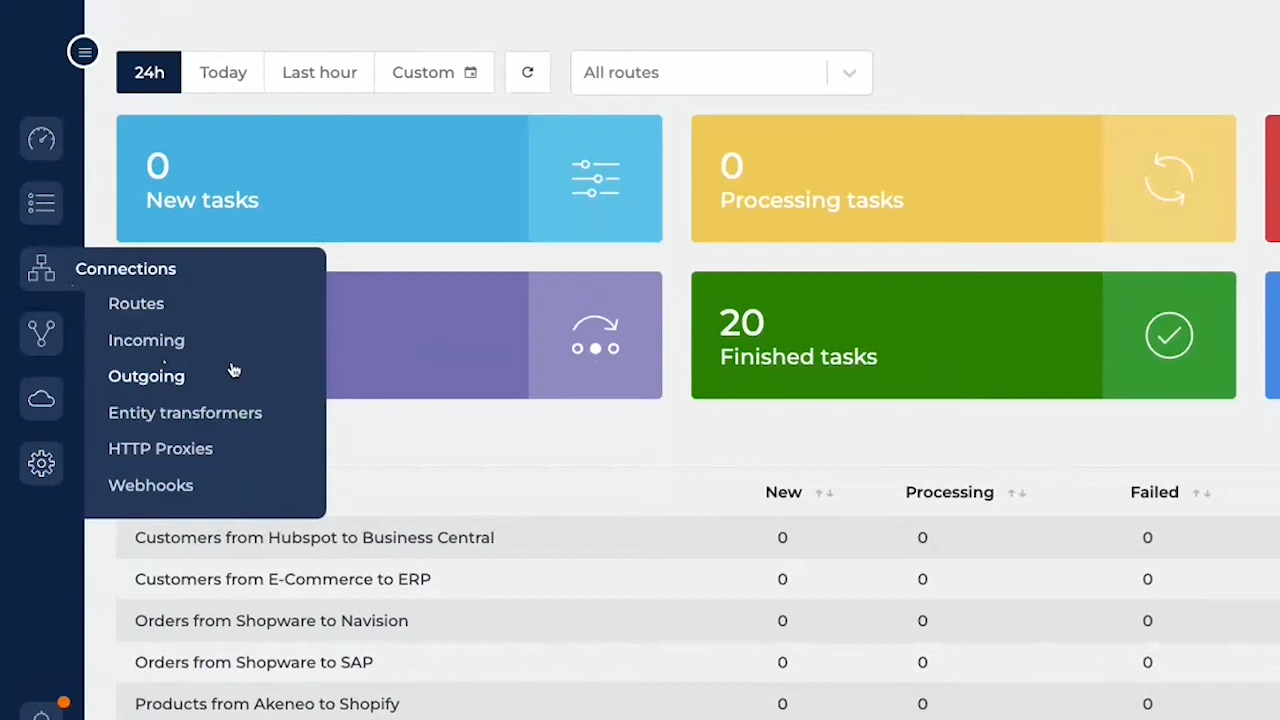 24h Today Last hour Custom All routes
0
New tasks
0
Processing tasks
Connections
Routes
Incoming
Outgoing
Entity transformers
HTTP Proxies
Webhooks
20
Finished tasks
New Processing Failed
Customers from Hubspot to Business Central 0 0 0
Customers from E-Commerce to ERP 0 0 0
Orders from Shopware to Navision 0 0 0
Orders from Shopware to SAP 0 0 0
Products from Akeneo to Shopify 0 0 0